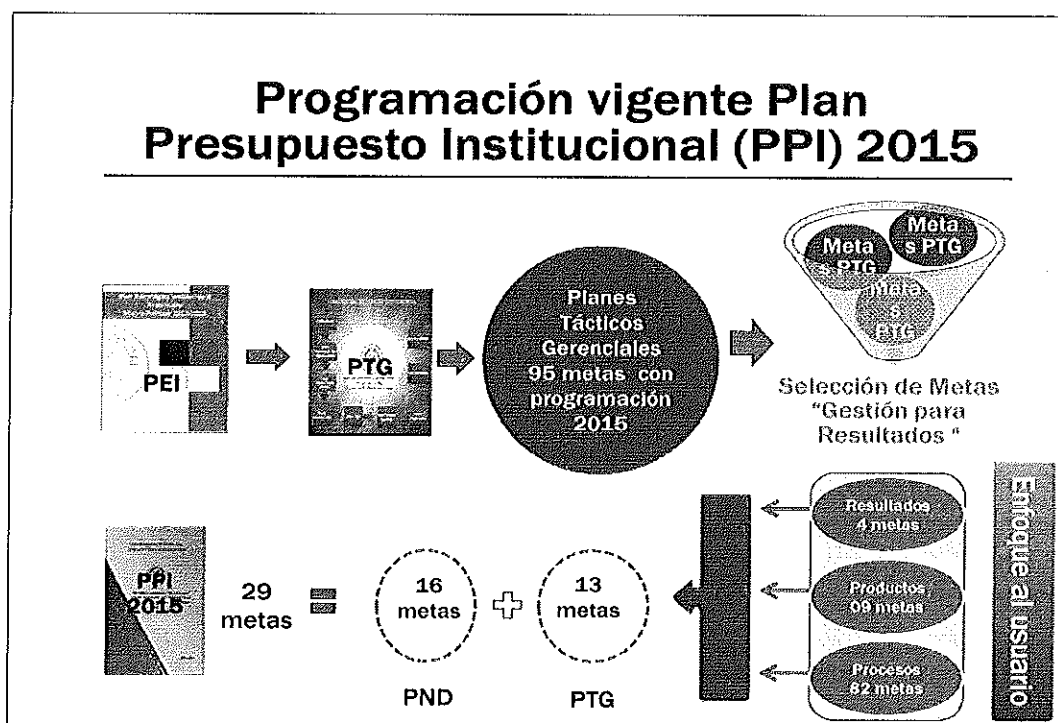 Programación vigente Plan
Presupuesto Institucional (PPI) 2015
PEI
PTG
Planes
Tácticos
Gerenciales
95 metas con
programación
2015
Meta
s PTG
Meta
s PTG
Meta
s PTG
Selección de Metas
"Gestión para
Resultados "
PPI
2015
29
metas
=
16
metas
+
13
metas
PND
PTG
Resultados
4 metas
Productos
09 metas
Procesos
82 metas
Enfoque al usuario